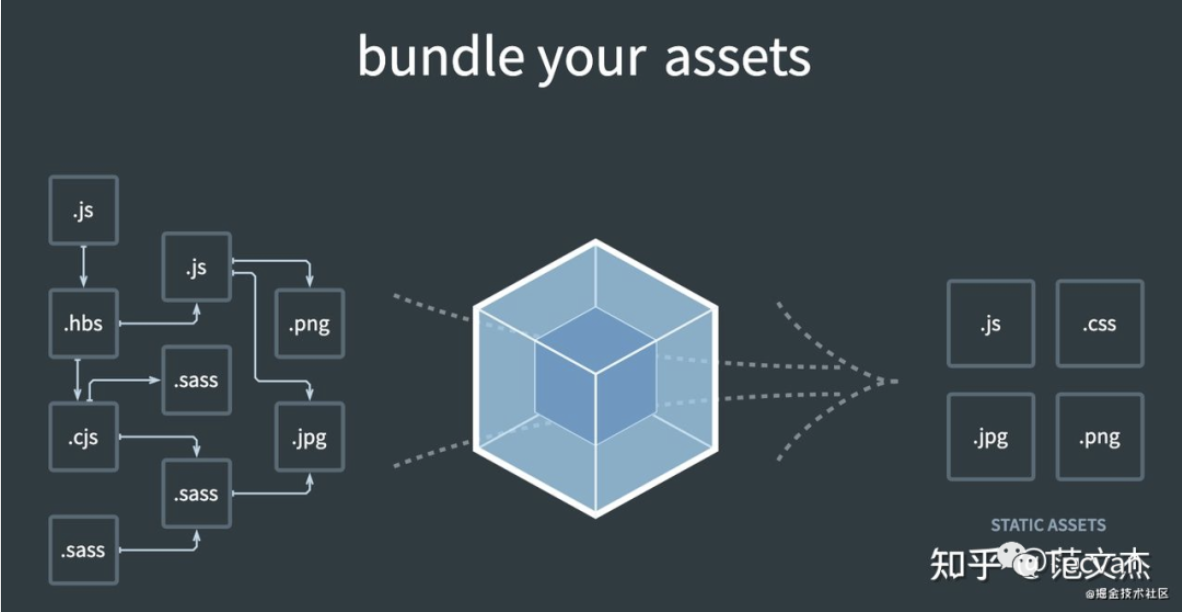 bundle your assets
.js
.js
.hbs
.png
.js
.css
.sass
.cjs
.jpg
.jpg
.png
.sass
.sass
STATIC ASSETS
知乎 @范文杰
@掘金技术社区